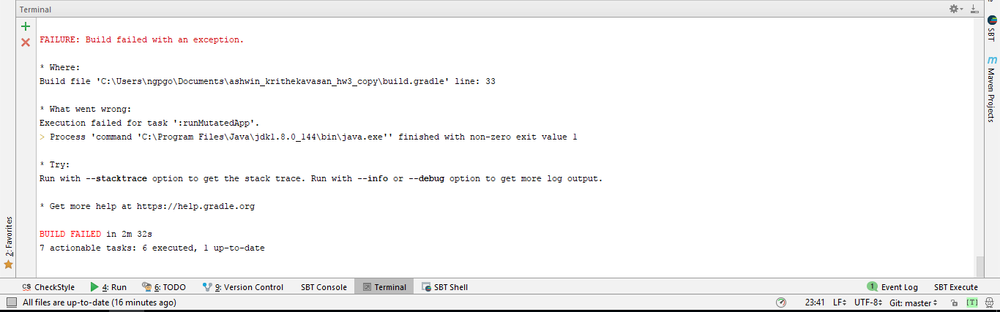 Terminal
FAILURE: Build failed with an exception.
* Where:
Build file 'C:\Users\ngpgo\Documents\ashwin_krithekavasan_hw3_copy\build.gradle' line: 33
* What went wrong:
Execution failed for task ':runMutatedApp'.
> Process 'command 'C:\Program Files\Java\jdk1.8.0_144\bin\java.exe'' finished with non-zero exit value 1
* Try:
Run with --stacktrace option to get the stack trace. Run with --info or --debug option to get more log output.
* Get more help at https://help.gradle.org
BUILD FAILED in 2m 32s
7 actionable tasks: 6 executed, 1 up-to-date
2: Favorites
SBT
m
Maven Projects
CS CheckStyle 4: Run 6: TODO 9: Version Control SBT Console Terminal SBT Shell 1 Event Log SBT Execute
All files are up-to-date (16 minutes ago) 23:41 LF UTF-8 Git: master [T]